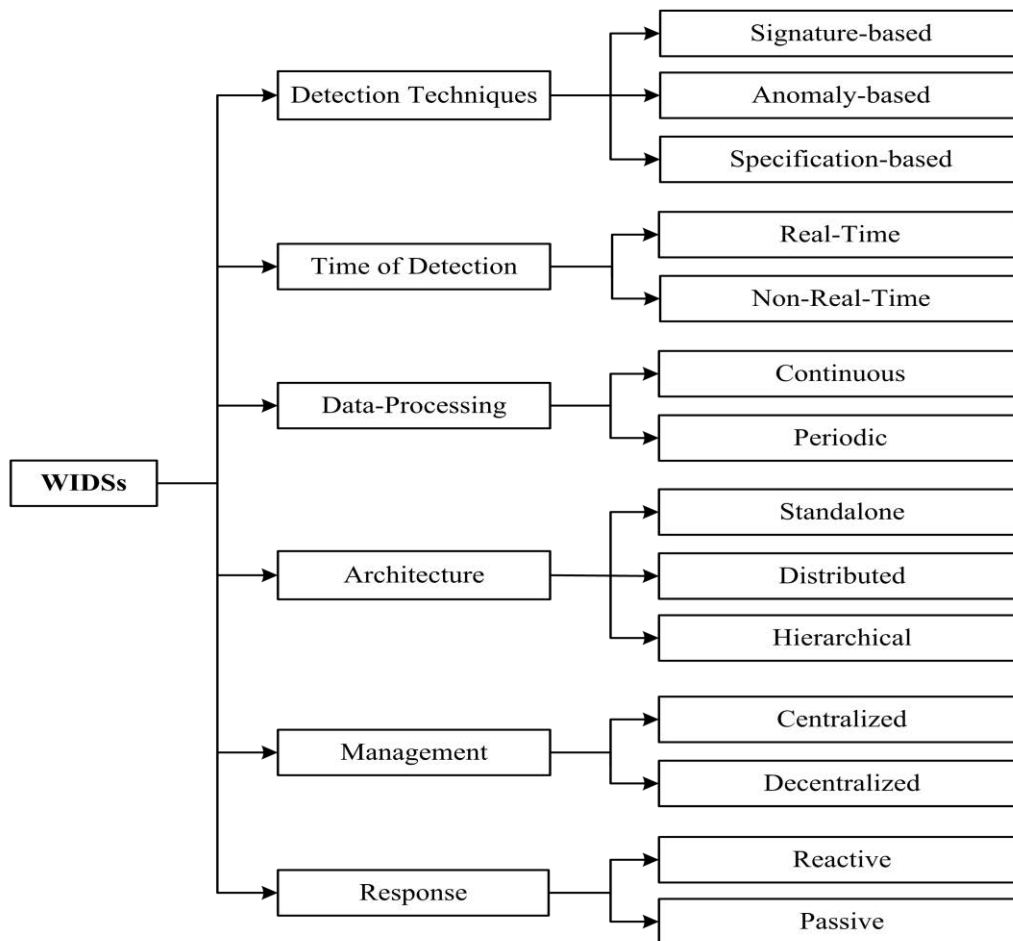 WIDSs
Detection Techniques
Signature-based
Anomaly-based
Specification-based
Time of Detection
Real-Time
Non-Real-Time
Data-Processing
Continuous
Periodic
Architecture
Standalone
Distributed
Hierarchical
Management
Centralized
Decentralized
Response
Reactive
Passive